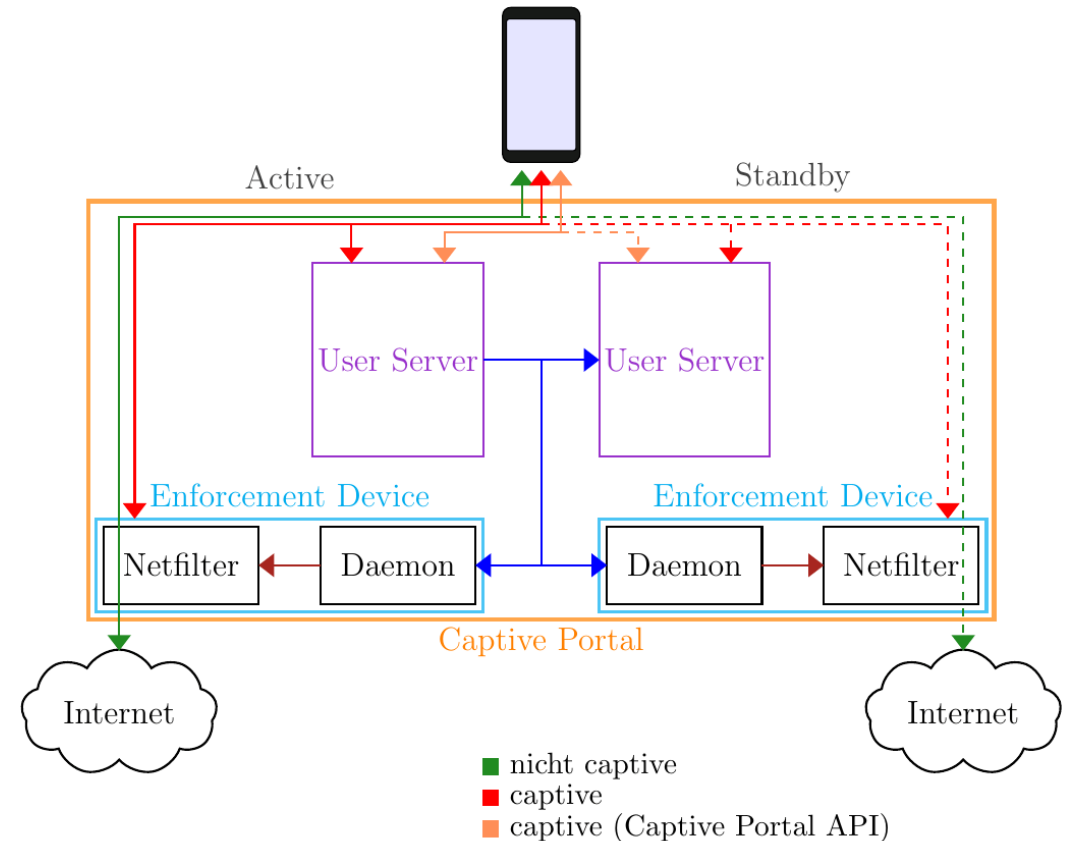 Active
Standby
User Server
User Server
Enforcement Device
Enforcement Device
Netfilter
Daemon
Daemon
Netfilter
Captive Portal
Internet
Internet
nicht captive
captive
captive (Captive Portal API)